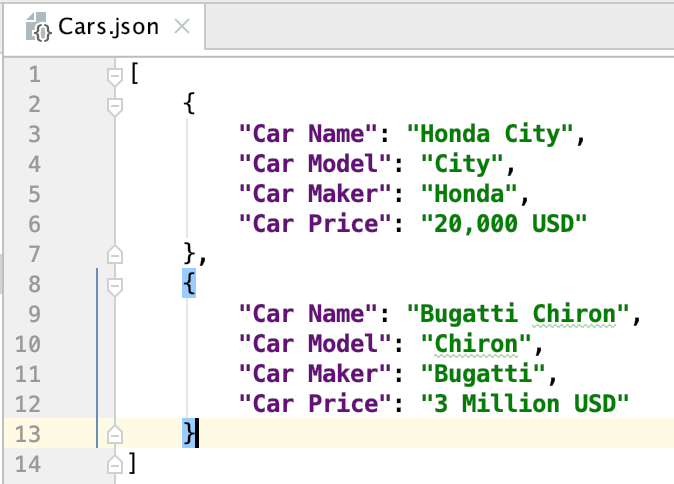 Cars.json
1 [
2     {
3         "Car Name": "Honda City",
4         "Car Model": "City",
5         "Car Maker": "Honda",
6         "Car Price": "20,000 USD"
7     },
8     {
9         "Car Name": "Bugatti Chiron",
10         "Car Model": "Chiron",
11         "Car Maker": "Bugatti",
12         "Car Price": "3 Million USD"
13     }
14 ]